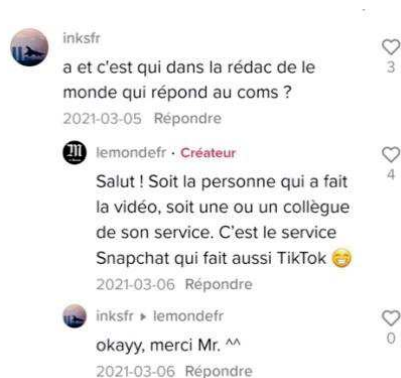 inksfr
a et c'est qui dans la rédac de le
monde qui répond au coms ?
3
2021-03-05 Répondre
lemondefr · Créateur
Salut ! Soit la personne qui a fait
la vidéo, soit une ou un collègue
de son service. C'est le service
Snapchat qui fait aussi TikTok 😁
4
2021-03-06 Répondre
inksfr ▸ lemondefr
okayy, merci Mr. ^^
0
2021-03-06 Répondre